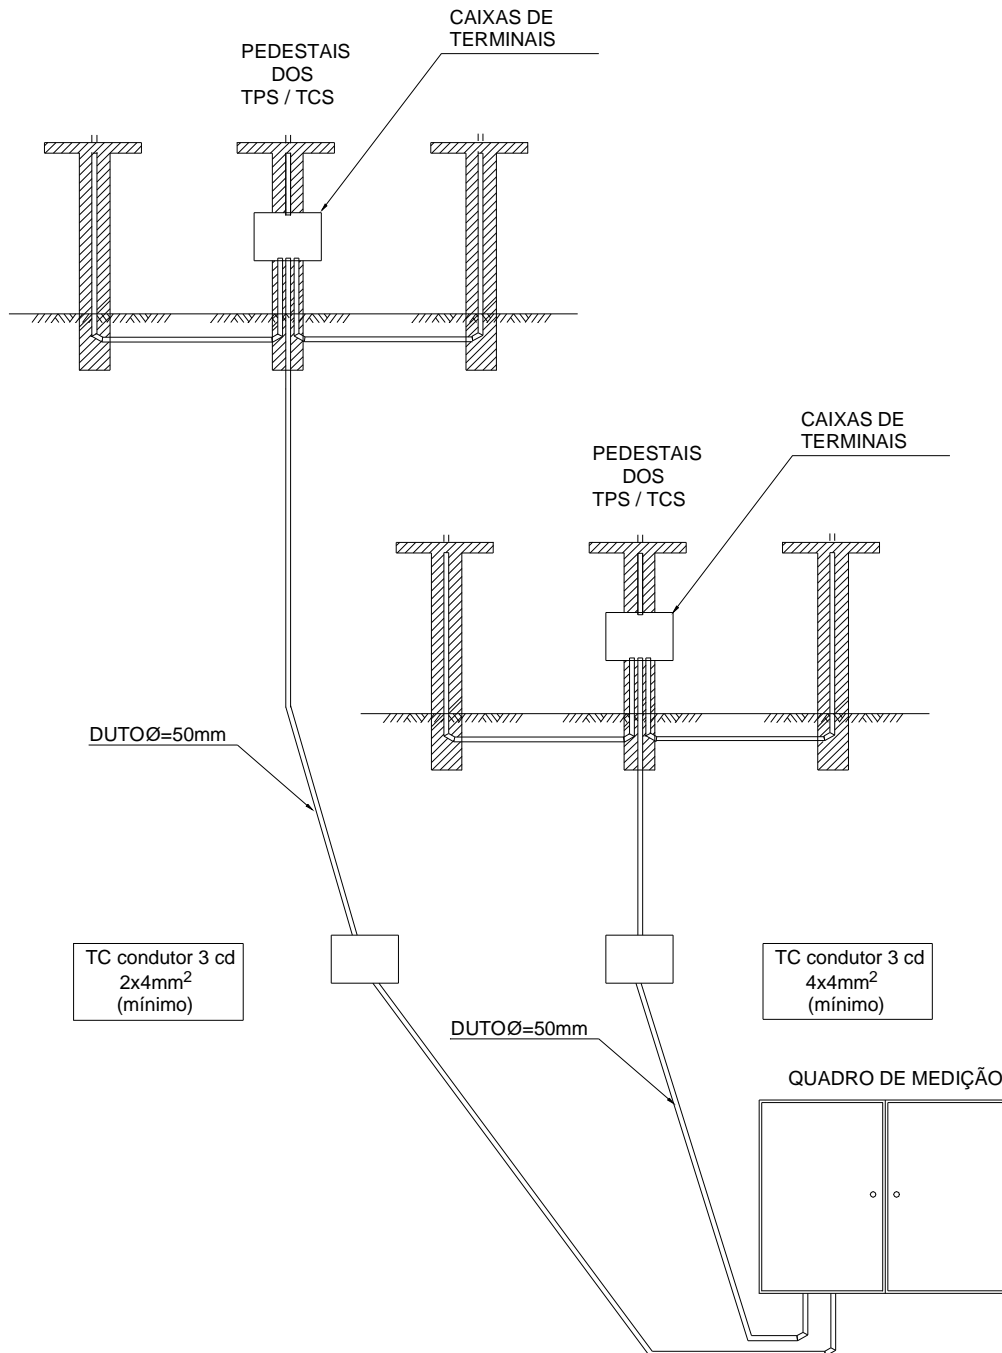 CAIXAS DE
TERMINAIS
PEDESTAIS
DOS
TPS / TCS
CAIXAS DE
TERMINAIS
PEDESTAIS
DOS
TPS / TCS
DUTOØ=50mm
TC condutor 3 cd
2x4mm²
(mínimo)
TC condutor 3 cd
4x4mm²
(mínimo)
DUTOØ=50mm
QUADRO DE MEDIÇÃO